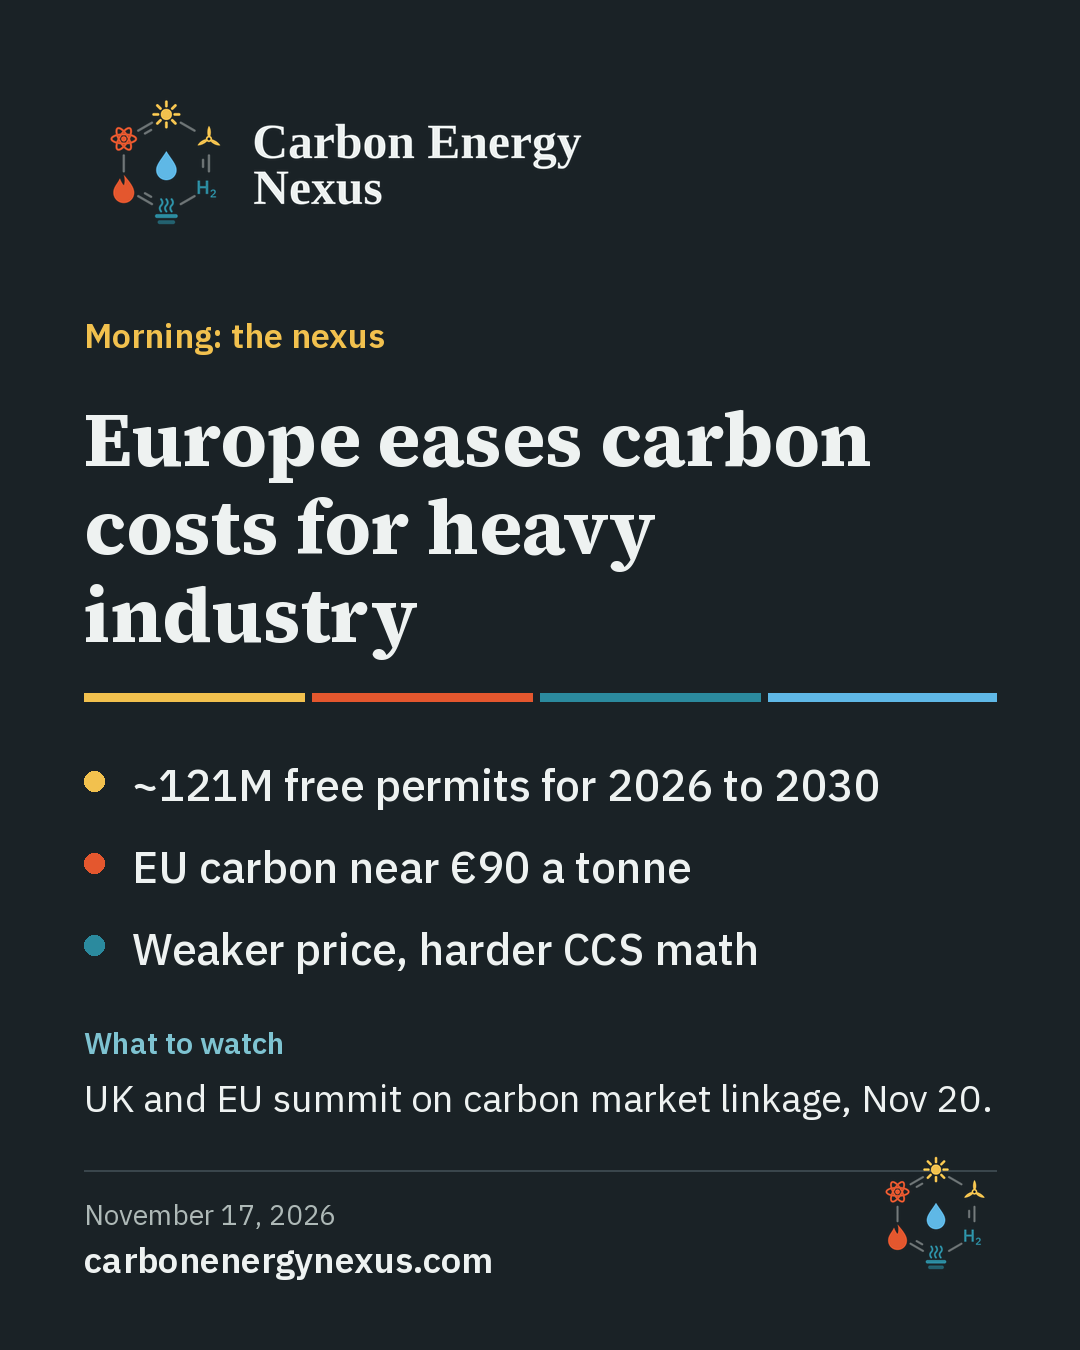 Carbon Energy
Nexus
H₂
Morning: the nexus
Europe eases carbon
costs for heavy
industry
~121M free permits for 2026 to 2030
EU carbon near €90 a tonne
Weaker price, harder CCS math
What to watch
UK and EU summit on carbon market linkage, Nov 20.
November 17, 2026
carbonenergynexus.com
H₂